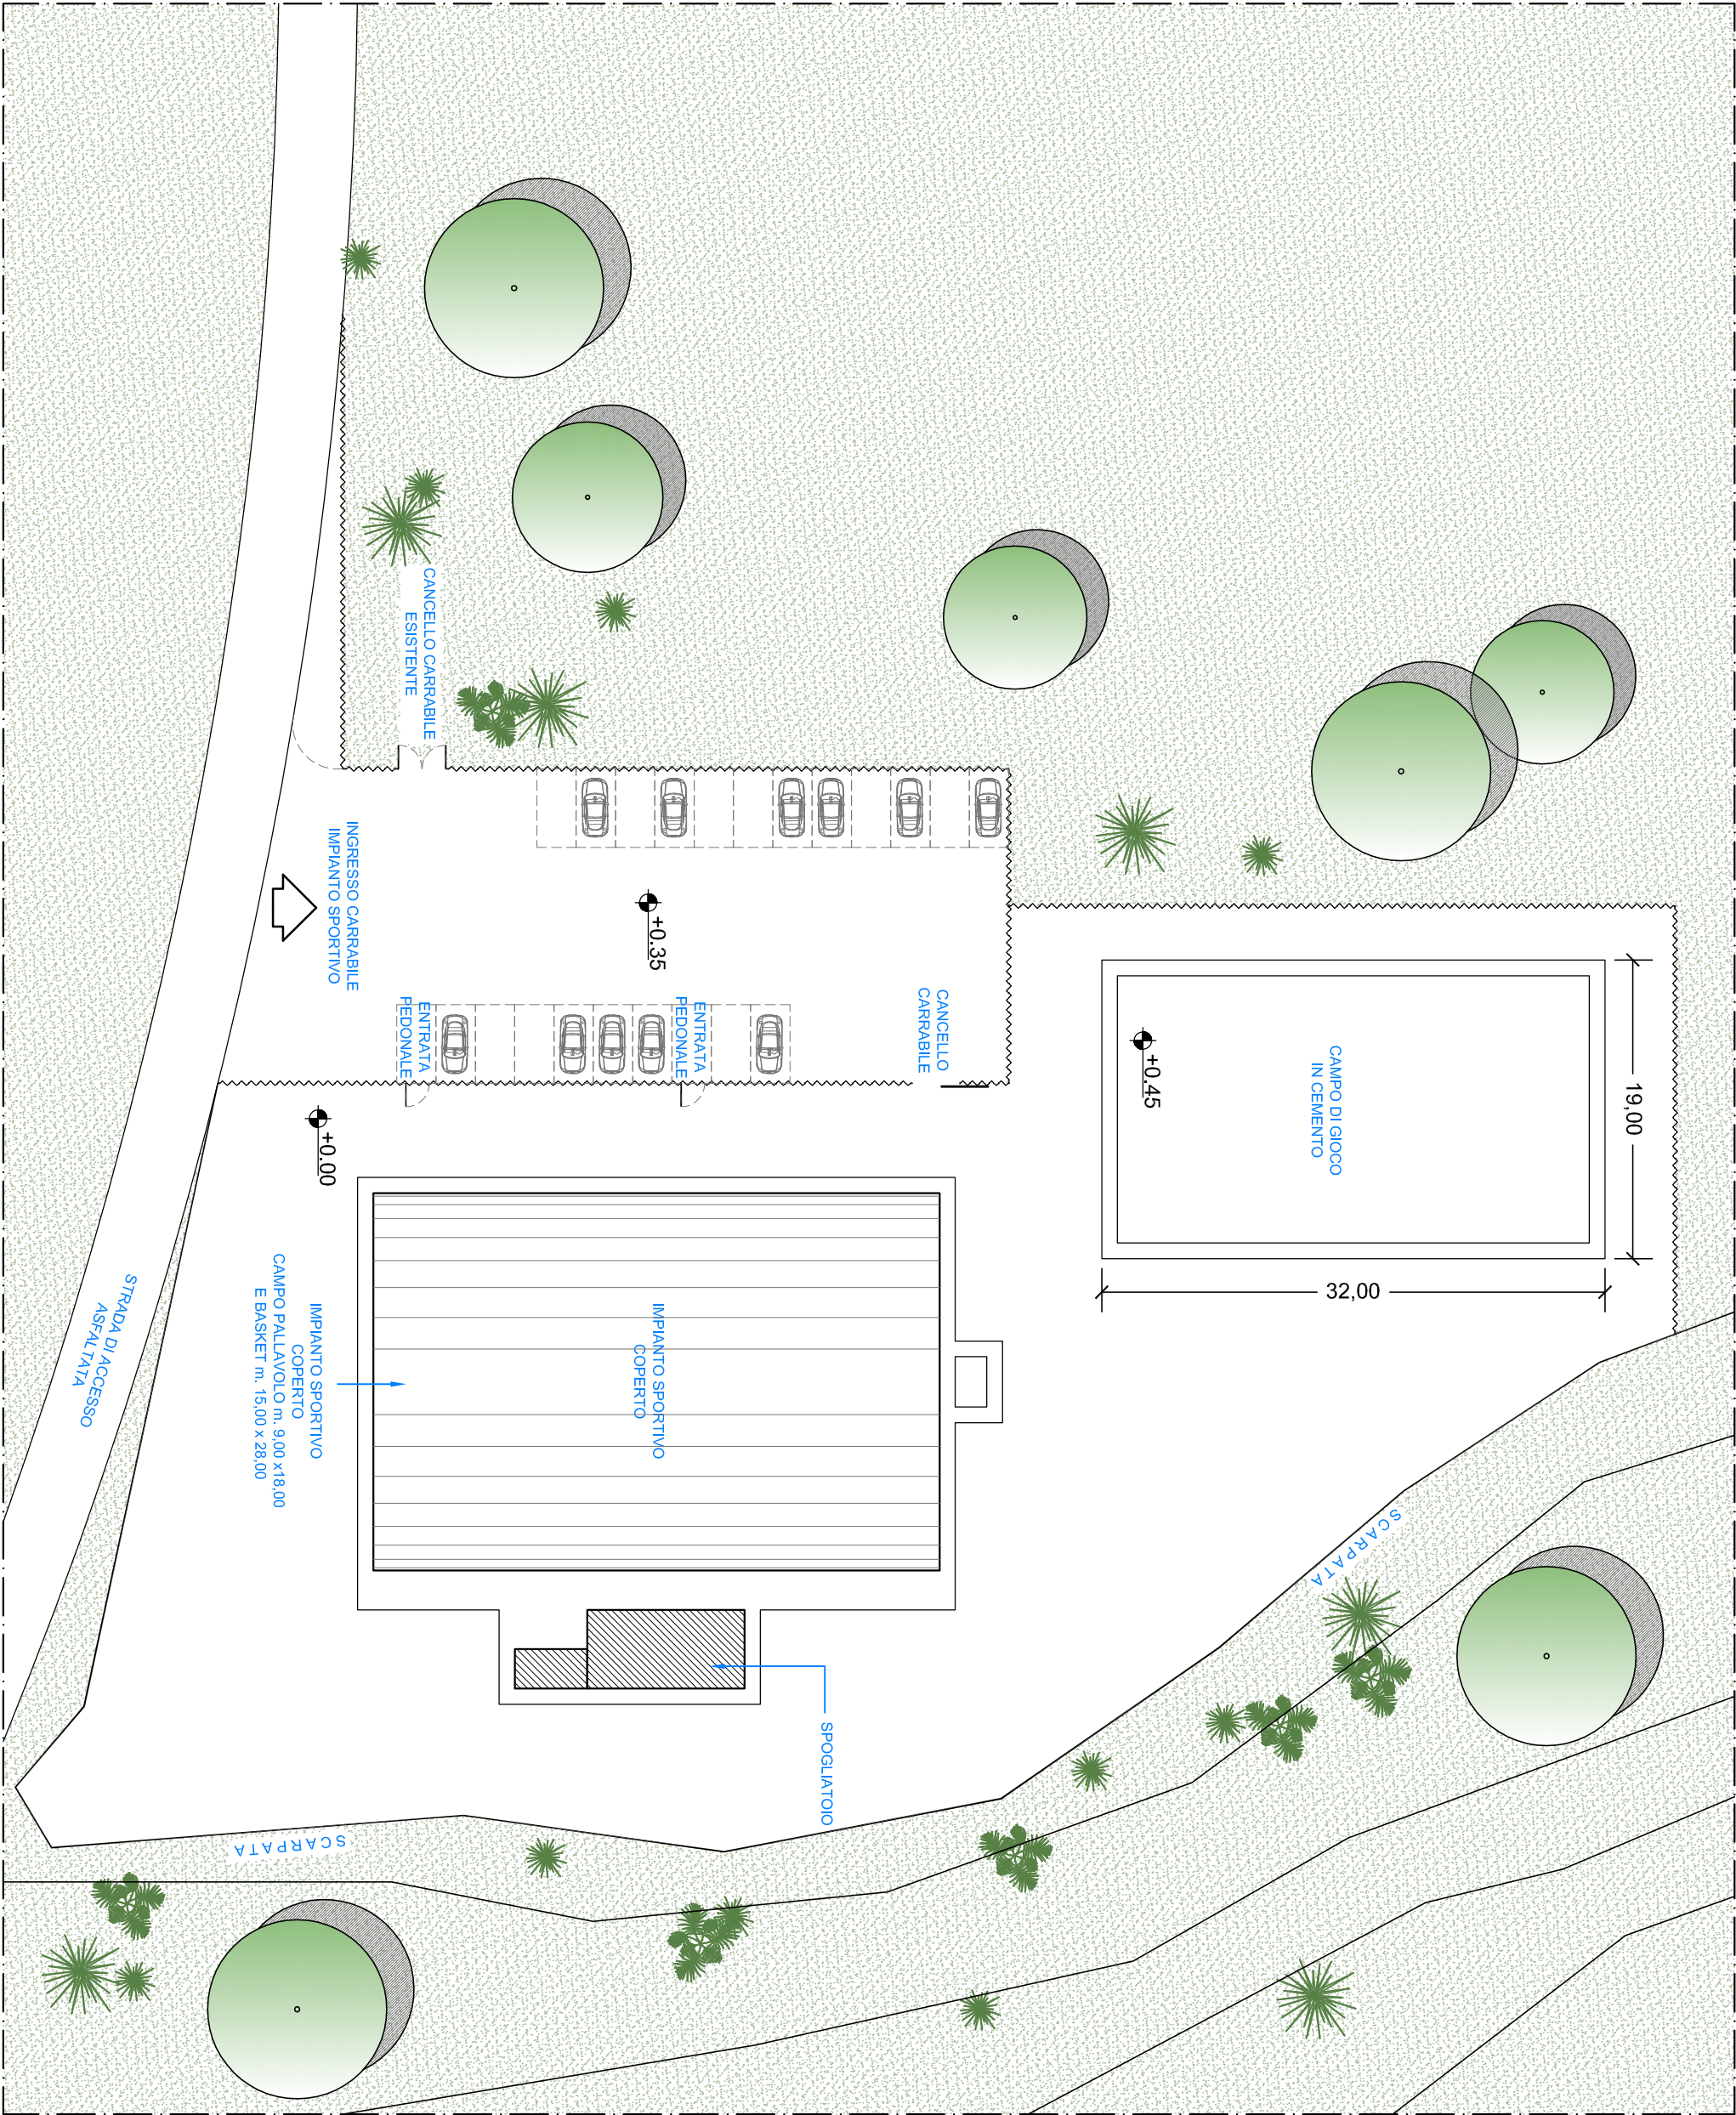 CANCELLO CARRABILE
ESISTENTE
INGRESSO CARRABILE
IMPIANTO SPORTIVO
+0.35
ENTRATA
PEDONALE
ENTRATA
PEDONALE
CANCELLO
CARRABILE
+0.00
+0.45
CAMPO DI GIOCO
IN CEMENTO
19,00
32,00
IMPIANTO SPORTIVO
COPERTO
IMPIANTO SPORTIVO
COPERTO
CAMPO PALLAVOLO m. 9,00 x18,00
E BASKET m. 15,00 x 28,00
STRADA DI ACCESSO
ASFALTATA
SCARPATA
SPOGLIATOIO
SCARPATA